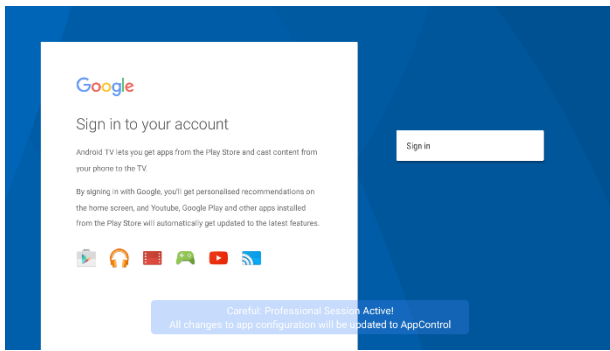 Google
Sign in to your account
Android TV lets you get apps from the Play Store and cast content from
your phone to the TV.
By signing in with Google, you'll get personalised recommendations on
the home screen, and Youtube, Google Play and other apps installed
from the Play Store will automatically get updated to the latest features.
Sign in
Careful: Professional Session Active!
All changes to app configuration will be updated to AppControl